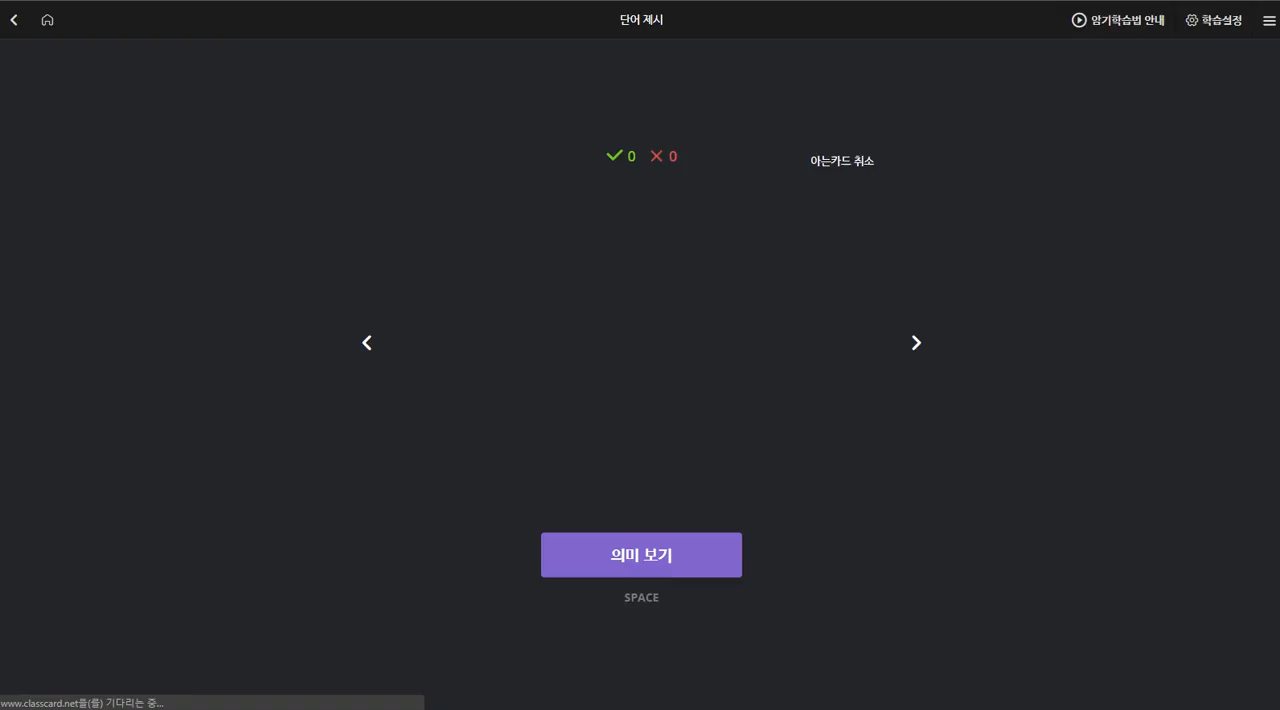 단어 제시
암기학습법 안내
학습설정
0
0
아는카드 취소
의미 보기
SPACE
www.classcard.net을(를) 기다리는 중...